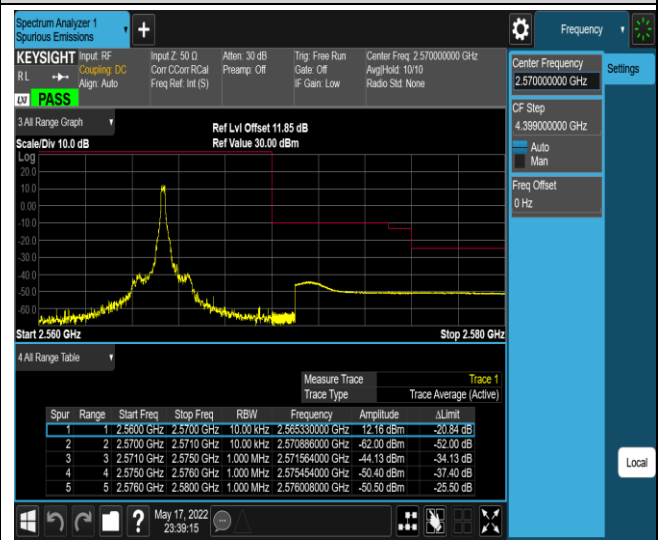 Spectrum Analyzer 1
Spurious Emissions
+
Frequency
KEYSIGHT
R L
LXI PASS
Input: RF
Coupling: DC
Align: Auto
Input Z: 50 Ω
Corr CCorr RCal
Freq Ref: Int (S)
Atten: 30 dB
Preamp: Off
Trig: Free Run
Gate: Off
IF Gain: Low
Center Freq: 2.570000000 GHz
Avg|Hold: 10/10
Radio Std: None
Center Frequency
2.570000000 GHz
Settings
CF Step
4.399000000 GHz
Auto
Man
Freq Offset
0 Hz
3 All Range Graph
Scale/Div 10.0 dB
Ref Lvl Offset 11.85 dB
Ref Value 30.00 dBm
Log
20.0
10.0
0.00
-10.0
-20.0
-30.0
-40.0
-50.0
-60.0
Start 2.560 GHz Stop 2.580 GHz
4 All Range Table
Measure Trace Trace 1
Trace Type Trace Average (Active)
Spur Range Start Freq Stop Freq RBW Frequency Amplitude ΔLimit
1 1 2.5600 GHz 2.5700 GHz 10.00 kHz 2.565330000 GHz 12.16 dBm -20.84 dB
2 2 2.5700 GHz 2.5710 GHz 10.00 kHz 2.570886000 GHz -62.00 dBm -52.00 dB
3 3 2.5710 GHz 2.5750 GHz 1.000 MHz 2.571564000 GHz -44.13 dBm -34.13 dB
4 4 2.5750 GHz 2.5760 GHz 1.000 MHz 2.575454000 GHz -50.40 dBm -37.40 dB
5 5 2.5760 GHz 2.5800 GHz 1.000 MHz 2.576008000 GHz -50.50 dBm -25.50 dB
Local
?
May 17, 2022
23:39:15